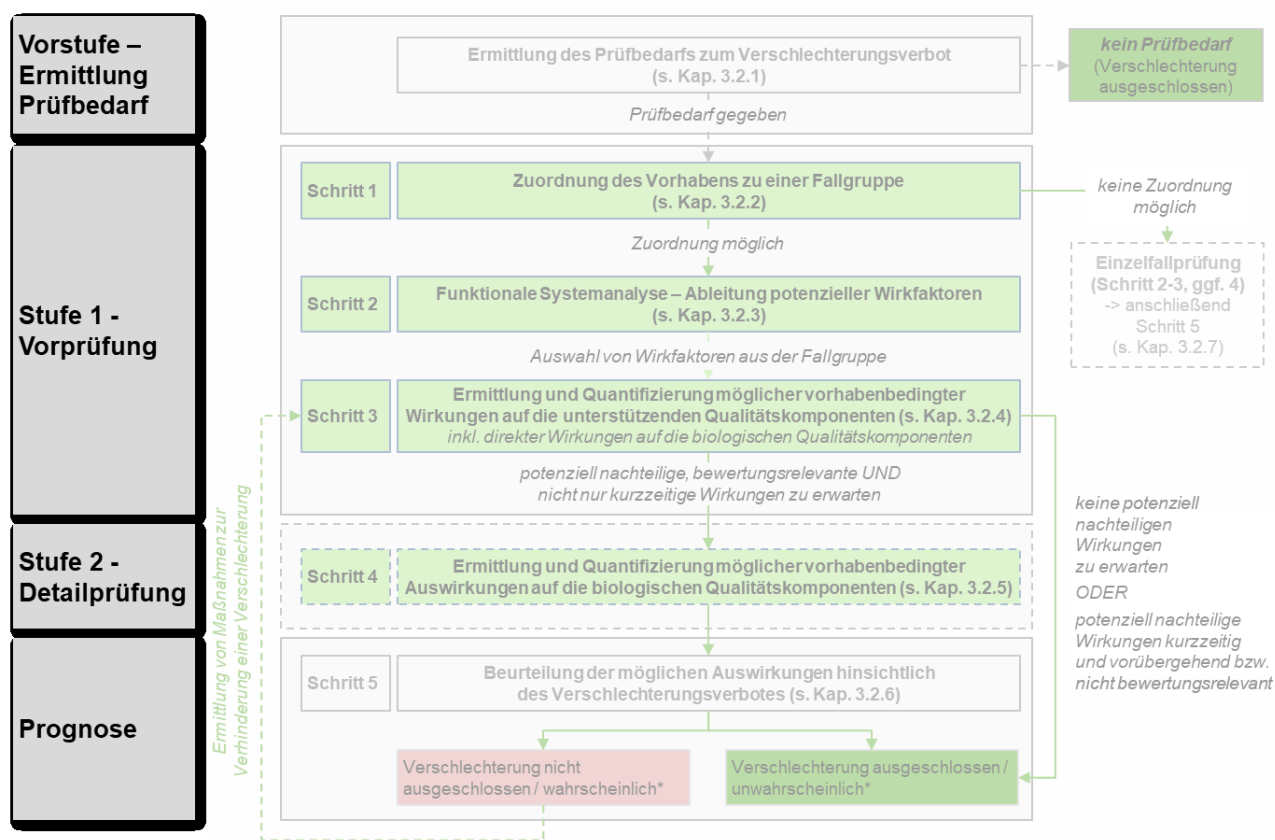 Vorstufe –
Ermittlung
Prüfbedarf
Ermittlung des Prüfbedarfs zum Verschlechterungsverbot
(s. Kap. 3.2.1)
kein Prüfbedarf
(Verschlechterung
ausgeschlossen)
Prüfbedarf gegeben
Stufe 1 -
Vorprüfung
Schritt 1
Zuordnung des Vorhabens zu einer Fallgruppe
(s. Kap. 3.2.2)
keine Zuordnung
möglich
Zuordnung möglich
Einzelfallprüfung
(Schritt 2-3, ggf. 4)
-> anschließend
Schritt 5
(s. Kap. 3.2.7)
Schritt 2
Funktionale Systemanalyse – Ableitung potenzieller Wirkfaktoren
(s. Kap. 3.2.3)
Auswahl von Wirkfaktoren aus der Fallgruppe
Schritt 3
Ermittlung und Quantifizierung möglicher vorhabenbedingter
Wirkungen auf die unterstützenden Qualitätskomponenten (s. Kap. 3.2.4)
inkl. direkter Wirkungen auf die biologischen Qualitätskomponenten
potenziell nachteilige, bewertungsrelevante UND
nicht nur kurzzeitige Wirkungen zu erwarten
keine potenziell
nachteiligen
Wirkungen
zu erwarten
ODER
potenziell nachteilige
Wirkungen kurzzeitig
und vorübergehend bzw.
nicht bewertungsrelevant
Ermittlung von Maßnahmen zur
Verhinderung einer Verschlechterung
Stufe 2 -
Detailprüfung
Schritt 4
Ermittlung und Quantifizierung möglicher vorhabenbedingter
Auswirkungen auf die biologischen Qualitätskomponenten (s. Kap. 3.2.5)
Prognose
Schritt 5
Beurteilung der möglichen Auswirkungen hinsichtlich
des Verschlechterungsverbotes (s. Kap. 3.2.6)
Verschlechterung nicht
ausgeschlossen / wahrscheinlich*
Verschlechterung ausgeschlossen /
unwahrscheinlich*